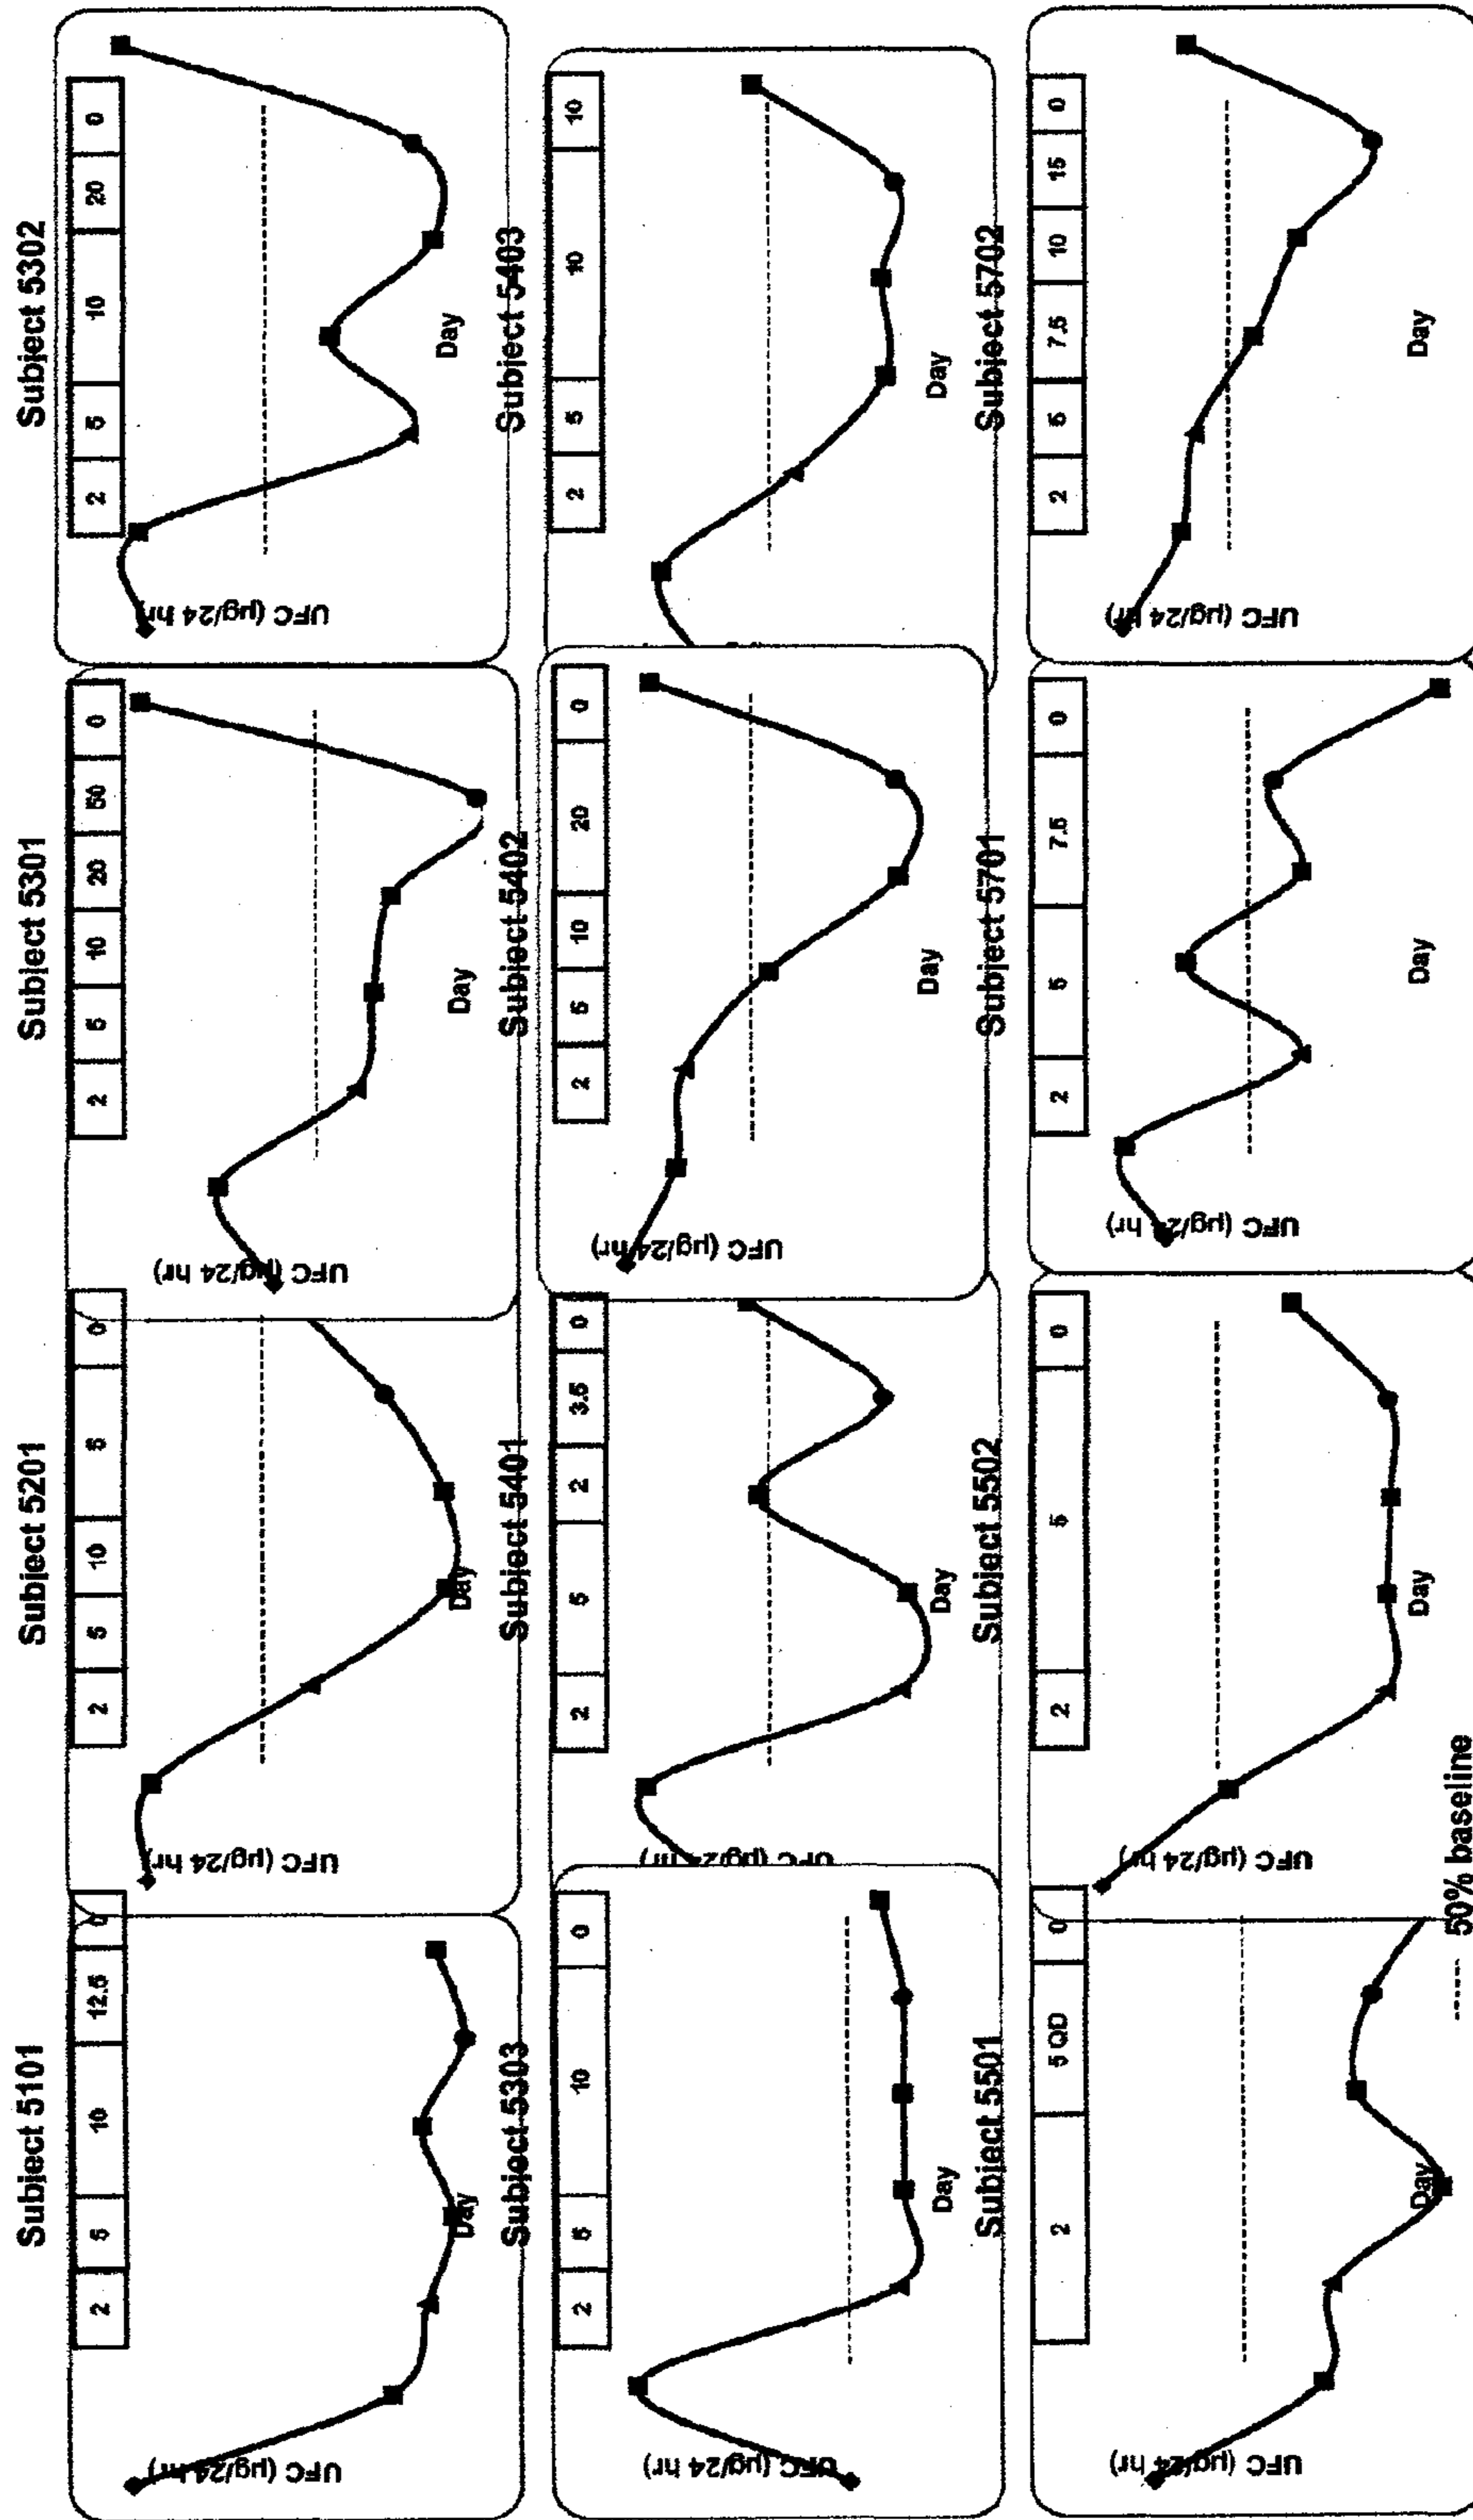 Subject 5101
2 5 10 12.5 0
UFC (µg/24 hr)
Day
Subject 5201
2 5 10 5 0
UFC (µg/24 hr)
Day
Subject 5301
2 5 10 20 50 0
UFC (µg/24 hr)
Day
Subject 5302
2 5 10 20 0
UFC (µg/24 hr)
Day
Subject 5303
2 5 10 0
UFC (µg/24 hr)
Day
Subject 5401
2 5 2 3.5 0
Day
Subject 5402
2 5 10 20 0
UFC (µg/24 hr)
Day
Subject 5403
2 5 10 10
Day
Subject 5501
2 5 QD 0
UFC (µg/24 hr)
Day
Subject 5502
2 5 0
UFC (µg/24 hr)
Day
Subject 5701
2 5 7.5 0
UFC (µg/24 hr)
Day
Subject 5702
2 5 7.5 10 15 0
UFC (µg/24 hr)
Day
50% baseline